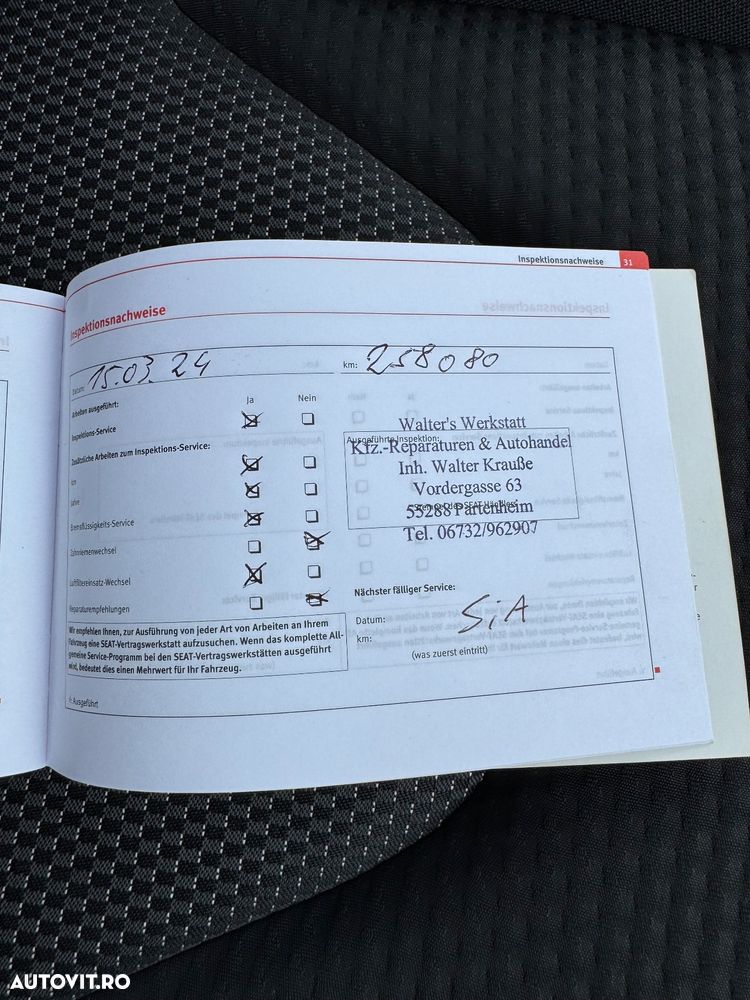 Inspektionsnachweise 31
Inspektionsnachweise
Datum: 15.03.24 km: 258080
Arbeiten ausgeführt: Ja Nein
Inspektions-Service
Zusätzliche Arbeiten zum Inspektions-Service:
km
Jahre
Bremsflüssigkeits-Service
Zahnriemenwechsel
Luftfiltereinsatz-Wechsel
Reparaturempfehlungen
Wir empfehlen Ihnen, zur Ausführung von jeder Art von Arbeiten an Ihrem
Fahrzeug eine SEAT-Vertragswerkstatt aufzusuchen. Wenn das komplette All-
gemeine Service-Programm bei den SEAT-Vertragswerkstätten ausgeführt
wird, bedeutet dies einen Mehrwert für Ihr Fahrzeug.
Ausgeführt
Walter's Werkstatt
Ausgeführte Inspektion:
Kfz.-Reparaturen & Autohandel
Inh. Walter Krauße
Vordergasse 63
55288 Partenheim
Tel. 06732/962907
Nächster fälliger Service:
Datum: SiA
km:
(was zuerst eintritt)
AUTOVIT.RO